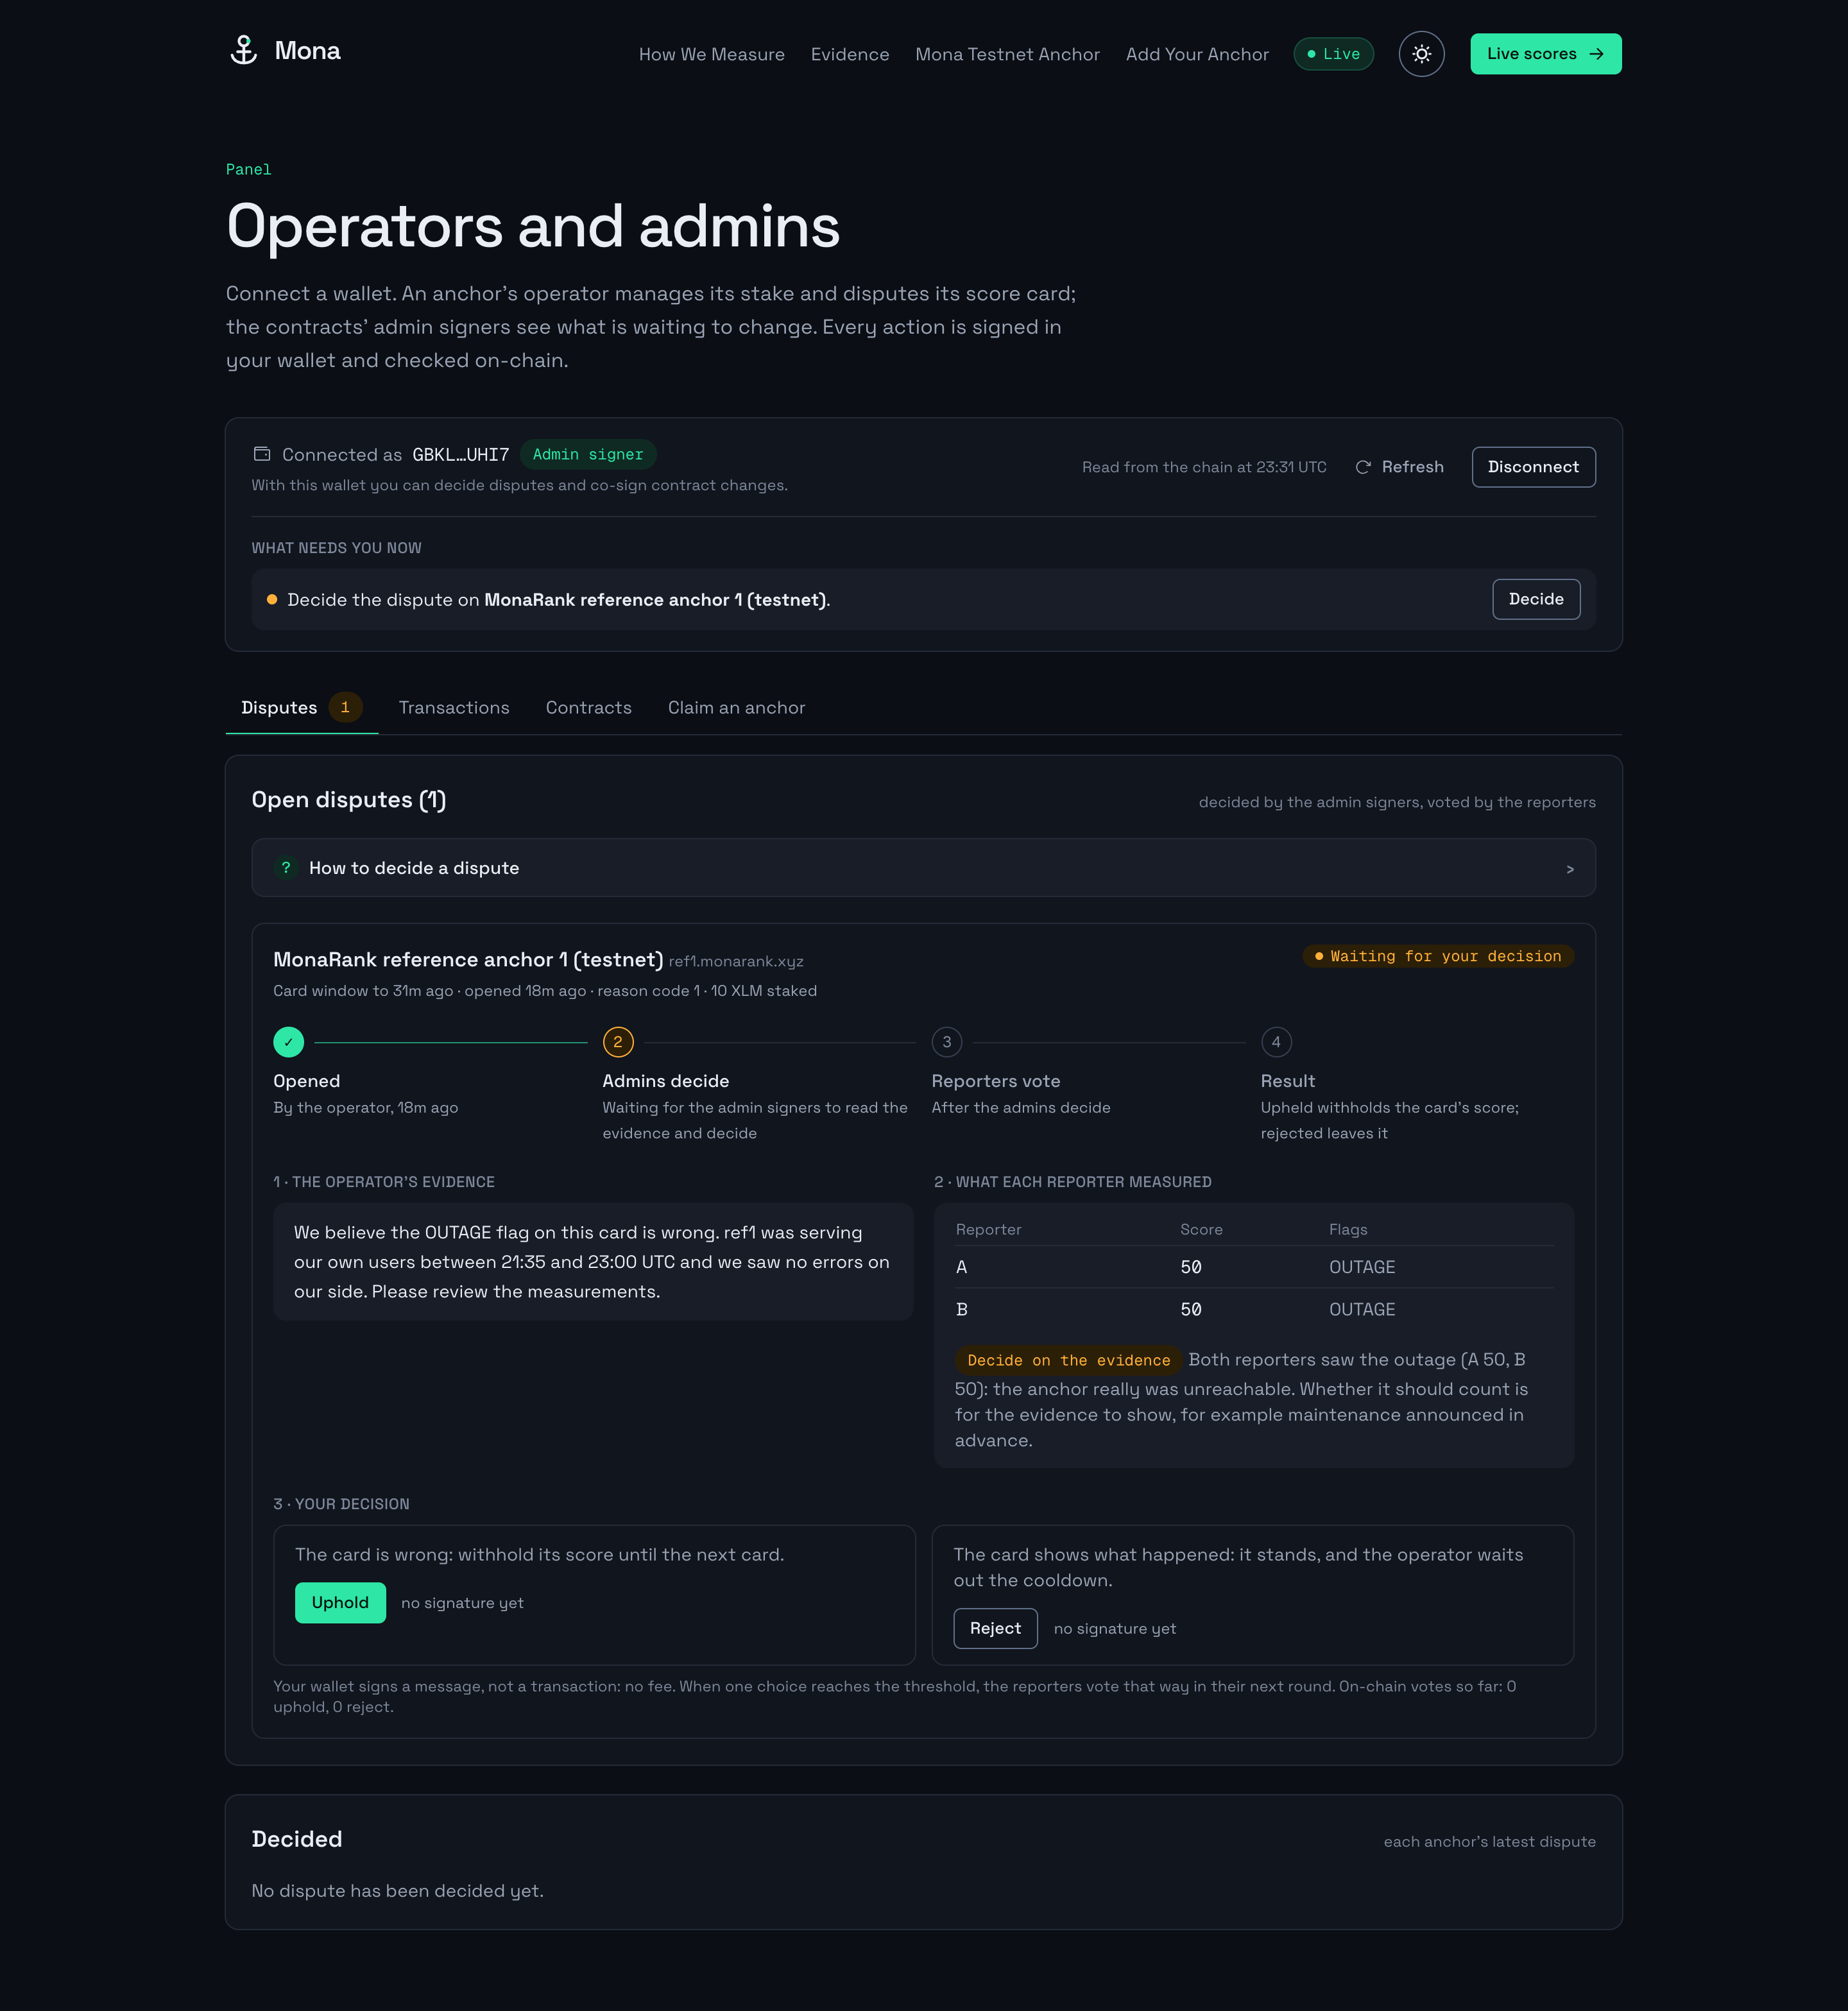 Mona
How We Measure
Evidence
Mona Testnet Anchor
Add Your Anchor
Live
Live scores →
Panel
Operators and admins
Connect a wallet. An anchor's operator manages its stake and disputes its score card;
the contracts' admin signers see what is waiting to change. Every action is signed in
your wallet and checked on-chain.
Connected as GBKL…UHI7 Admin signer
With this wallet you can decide disputes and co-sign contract changes.
Read from the chain at 23:31 UTC
Refresh
Disconnect
WHAT NEEDS YOU NOW
Decide the dispute on MonaRank reference anchor 1 (testnet).
Decide
Disputes 1
Transactions
Contracts
Claim an anchor
Open disputes (1)
decided by the admin signers, voted by the reporters
? How to decide a dispute >
MonaRank reference anchor 1 (testnet) ref1.monarank.xyz
Waiting for your decision
Card window to 31m ago · opened 18m ago · reason code 1 · 10 XLM staked
✓
2
3
4
Opened
By the operator, 18m ago
Admins decide
Waiting for the admin signers to read the
evidence and decide
Reporters vote
After the admins decide
Result
Upheld withholds the card's score;
rejected leaves it
1 · THE OPERATOR'S EVIDENCE
We believe the OUTAGE flag on this card is wrong. ref1 was serving
our own users between 21:35 and 23:00 UTC and we saw no errors on
our side. Please review the measurements.
2 · WHAT EACH REPORTER MEASURED
Reporter Score Flags
A 50 OUTAGE
B 50 OUTAGE
Decide on the evidence Both reporters saw the outage (A 50, B
50): the anchor really was unreachable. Whether it should count is
for the evidence to show, for example maintenance announced in
advance.
3 · YOUR DECISION
The card is wrong: withhold its score until the next card.
Uphold no signature yet
The card shows what happened: it stands, and the operator waits
out the cooldown.
Reject no signature yet
Your wallet signs a message, not a transaction: no fee. When one choice reaches the threshold, the reporters vote that way in their next round. On-chain votes so far: 0
uphold, 0 reject.
Decided
each anchor's latest dispute
No dispute has been decided yet.